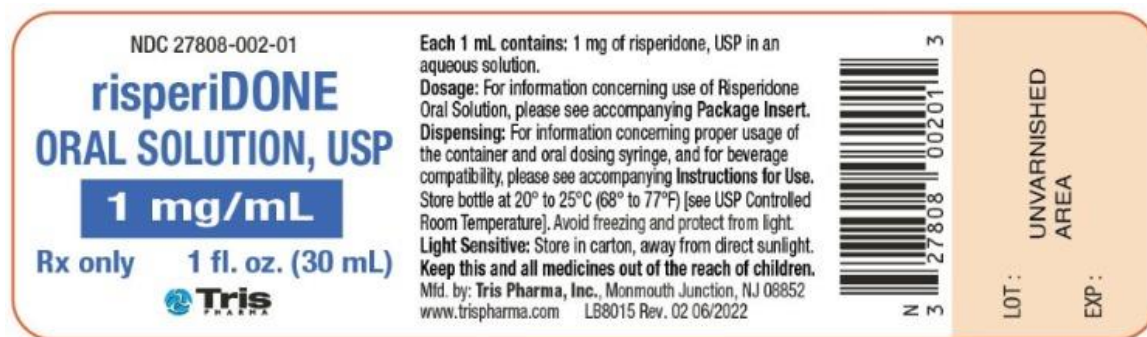 NDC 27808-002-01
risperiDONE
ORAL SOLUTION, USP
1 mg/mL
Rx only 1 fl. oz. (30 mL)
Tris
PHARMA
Each 1 mL contains: 1 mg of risperidone, USP in an
aqueous solution.
Dosage: For information concerning use of Risperidone
Oral Solution, please see accompanying Package Insert.
Dispensing: For information concerning proper usage of
the container and oral dosing syringe, and for beverage
compatibility, please see accompanying Instructions for Use.
Store bottle at 20° to 25°C (68° to 77°F) [see USP Controlled
Room Temperature]. Avoid freezing and protect from light.
Light Sensitive: Store in carton, away from direct sunlight.
Keep this and all medicines out of the reach of children.
Mfd. by: Tris Pharma, Inc., Monmouth Junction, NJ 08852
www.trispharma.com LB8015 Rev. 02 06/2022
N 3 27808 00201 3
UNVARNISHED
AREA
LOT :
EXP :